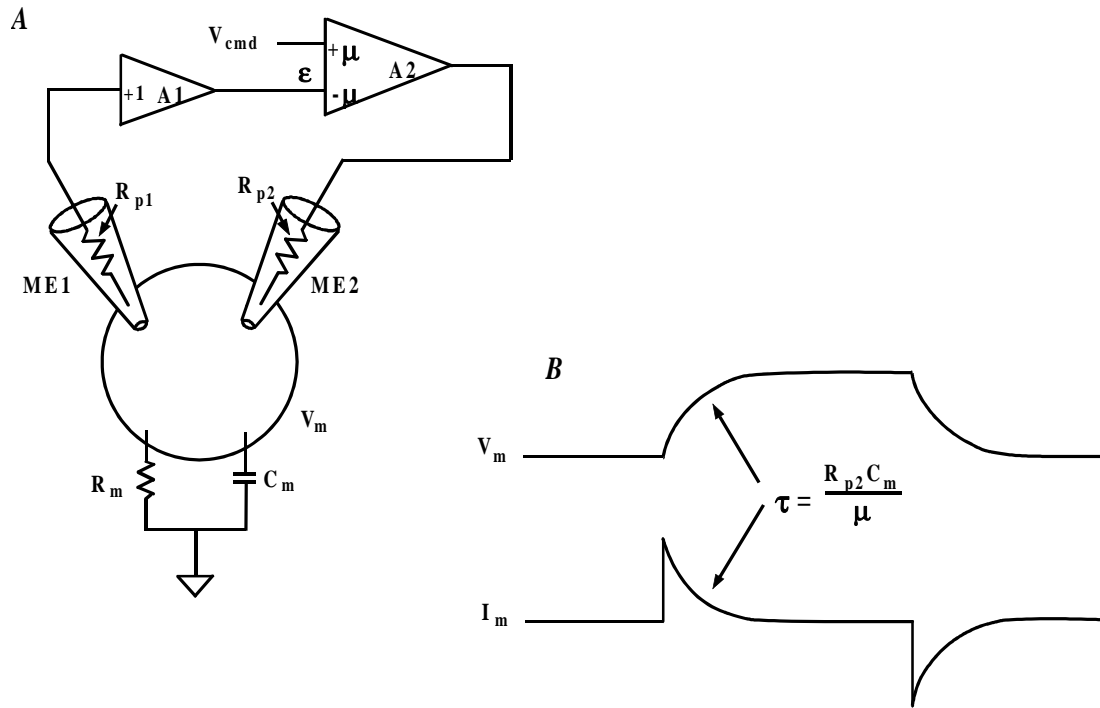 A
V cmd
+μ
ε
A2
+1 A1
-μ
R p1
R p2
ME1
ME2
B
V m
V m
R m
C m
τ = R p2 C m / μ
I m